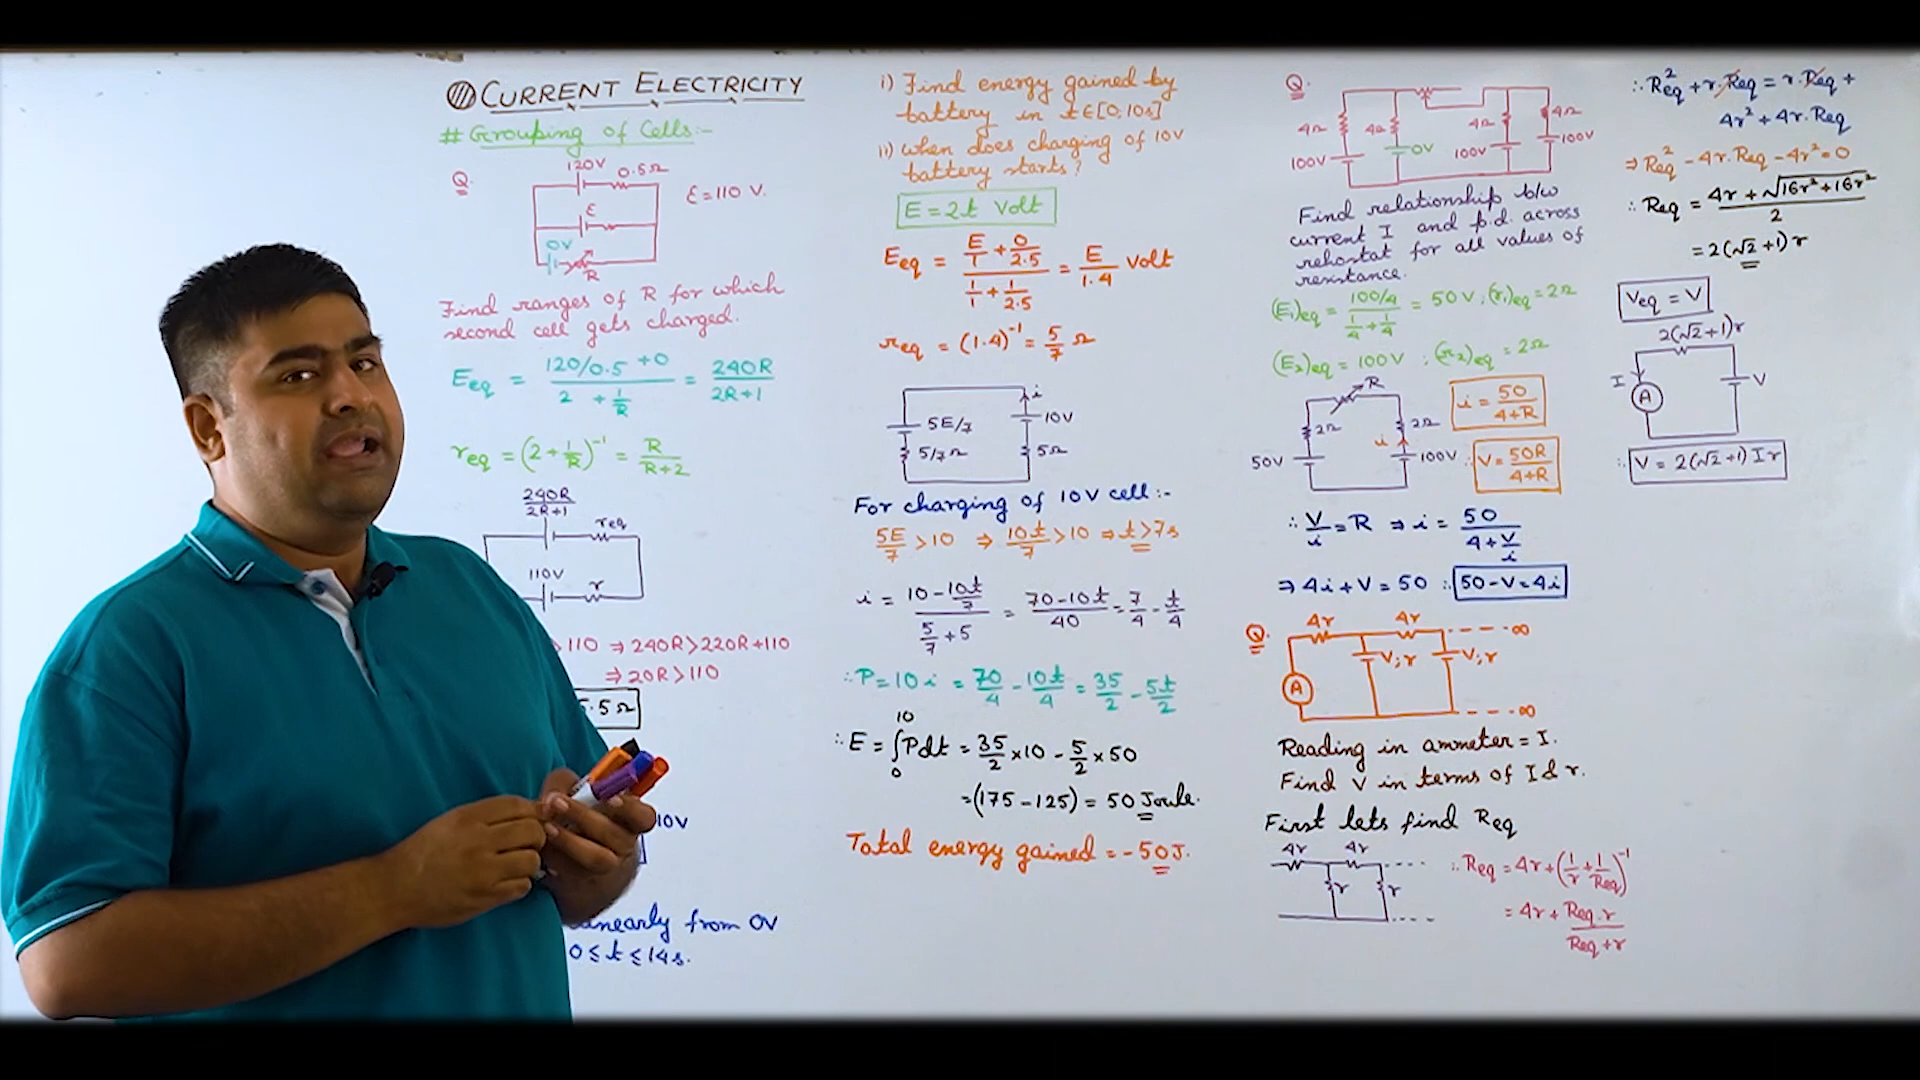 CURRENT ELECTRICITY
# Grouping of Cells:-
Q.
120V
0.5Ω
ε
ε=110 V.
0V
R
Find ranges of R for which
second cell gets charged.
Eeq = (120/0.5 + 0)/(2 + 1/R) = 240R/(2R+1)
req = (2+1/R)⁻¹ = R/(R+2)
240R/(2R+1)
req
110V
r
>110 ⇒ 240R>220R+110
⇒ 20R>110
5.5Ω
10V
linearly from 0V
0≤t≤14s.
i) Find energy gained by
battery in t∈[0,10s]
ii) When does charging of 10V
battery starts?
E=2t Volt
Eeq = (E/1 + 0/2.5)/(1/1 + 1/2.5) = E/1.4 Volt
req = (1.4)⁻¹ = 5/7 Ω
i
5E/7
10V
5/7Ω
5Ω
For charging of 10V cell:-
5E/7 >10 ⇒ 10t/7 >10 ⇒ t>7s
i = (10-10t/7)/(5/7+5) = (70-10t)/40 = 7/4 - t/4
∴P=10i = 70/4 - 10t/4 = 35/2 - 5t/2
∴E = ∫₀¹⁰ Pdt = 35/2 ×10 - 5/2 ×50
=(175-125) = 50 Joule.
Total energy gained = -50J.
Q.
4Ω
4Ω
4Ω
4Ω
100V
0V
100V
100V
Find relationship b/w
current I and p.d. across
rehostat for all values of
resistance.
(E₁)eq = (100/4)/(1/4+1/4) = 50V; (r₁)eq=2Ω
(E₂)eq = 100V ; (r₂)eq = 2Ω
R
2Ω
2Ω
i
50V
100V
i = 50/(4+R)
∴ V = 50R/(4+R)
∴ V/i = R ⇒ i = 50/(4+V/i)
⇒ 4i+V = 50 ∴ 50-V=4i
Q.
4r
4r
----∞
V;r
V;r
A
----∞
Reading in ammeter = I.
Find V in terms of I & r.
First lets find Req
4r
4r
r
r
∴ Req = 4r+(1/r+1/Req)⁻¹
= 4r + Req.r/(Req+r)
∴ Req² + r.Req = r.Req +
4r² + 4r.Req
⇒ Req² - 4r.Req - 4r² = 0
∴ Req = (4r + √(16r²+16r²))/2
= 2(√2+1)r
Veq = V
2(√2+1)r
I
A
V
∴ V = 2(√2+1) I r